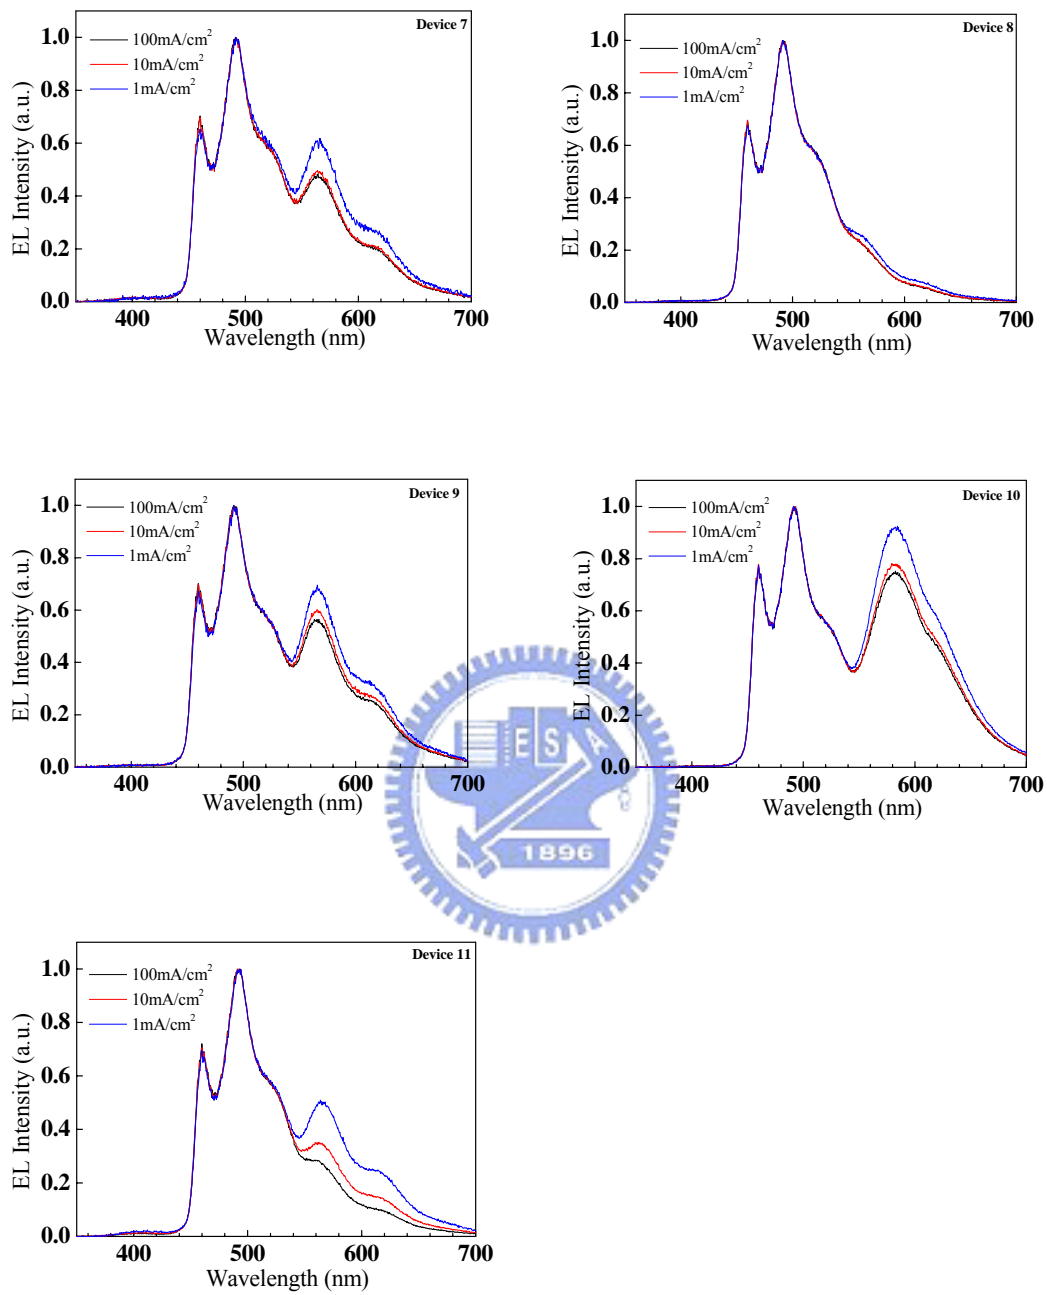 Device 7
100mA/cm²
10mA/cm²
1mA/cm²
EL Intensity (a.u.)
1.0
0.8
0.6
0.4
0.2
0.0
400 500 600 700
Wavelength (nm)
Device 8
100mA/cm²
10mA/cm²
1mA/cm²
EL Intensity (a.u.)
1.0
0.8
0.6
0.4
0.2
0.0
400 500 600 700
Wavelength (nm)
Device 9
100mA/cm²
10mA/cm²
1mA/cm²
EL Intensity (a.u.)
1.0
0.8
0.6
0.4
0.2
0.0
400 500 600 700
Wavelength (nm)
Device 10
100mA/cm²
10mA/cm²
1mA/cm²
EL Intensity (a.u.)
1.0
0.8
0.6
0.4
0.2
0.0
400 500 600 700
Wavelength (nm)
E S A
1896
Device 11
100mA/cm²
10mA/cm²
1mA/cm²
EL Intensity (a.u.)
1.0
0.8
0.6
0.4
0.2
0.0
400 500 600 700
Wavelength (nm)